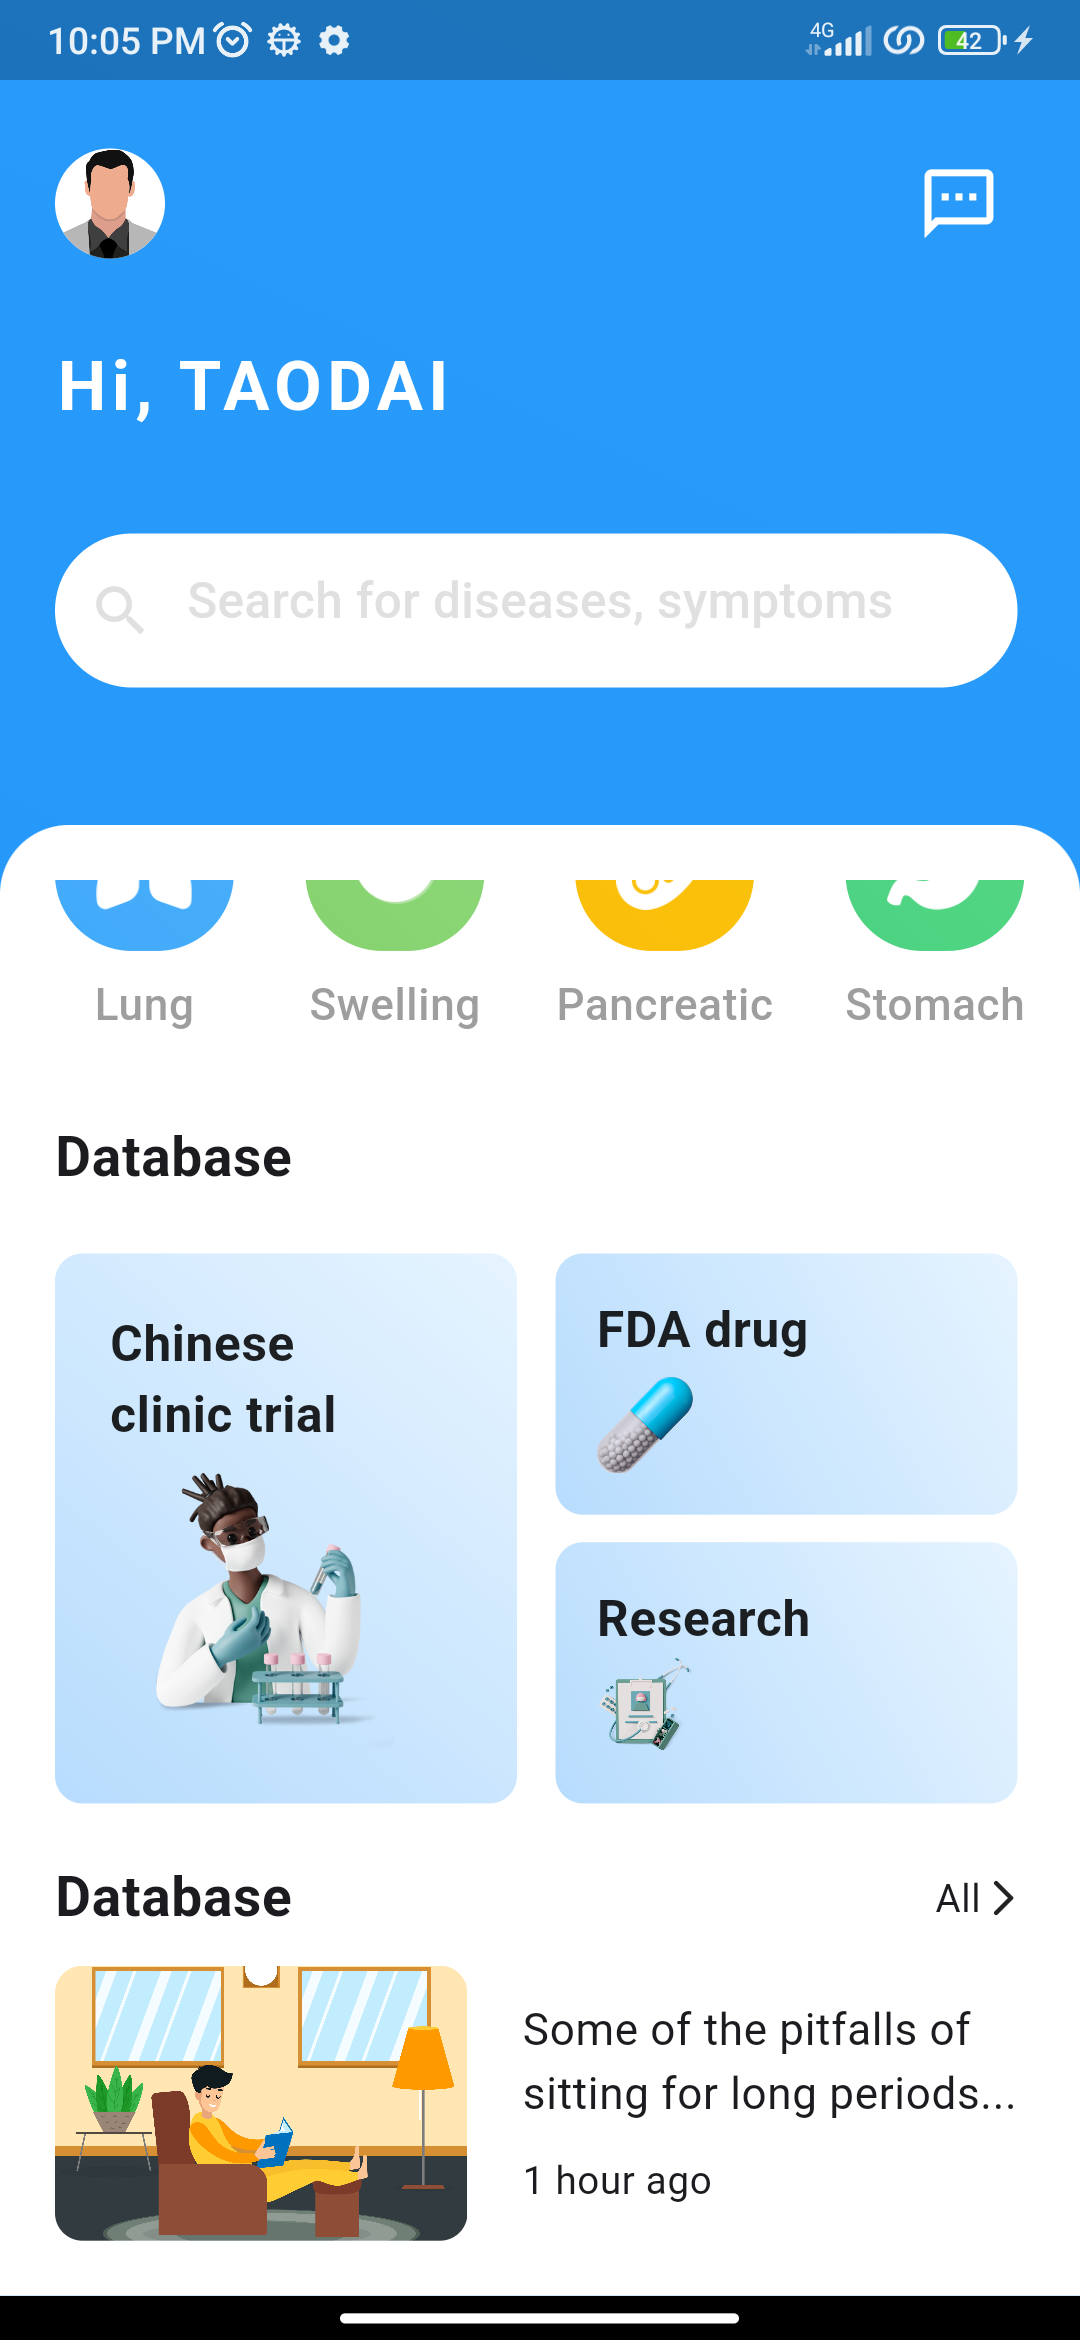 10:05 PM
4G
42
Hi, TAODAI
Search for diseases, symptoms
Lung
Swelling
Pancreatic
Stomach
Database
Chinese
clinic trial
FDA drug
Research
Database
All
Some of the pitfalls of
sitting for long periods...
1 hour ago